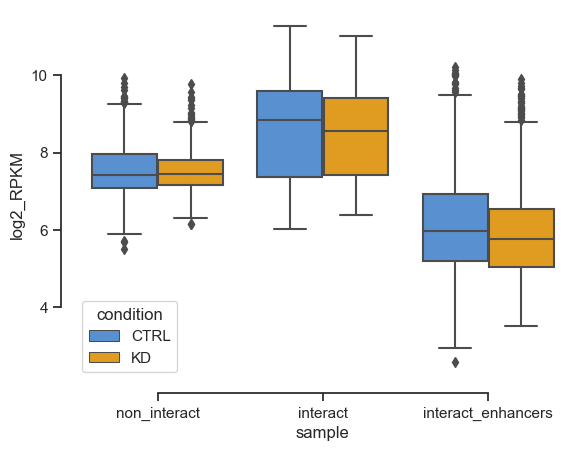 log2_RPKM
10
8
6
4
condition
CTRL
KD
non_interact
interact
interact_enhancers
sample